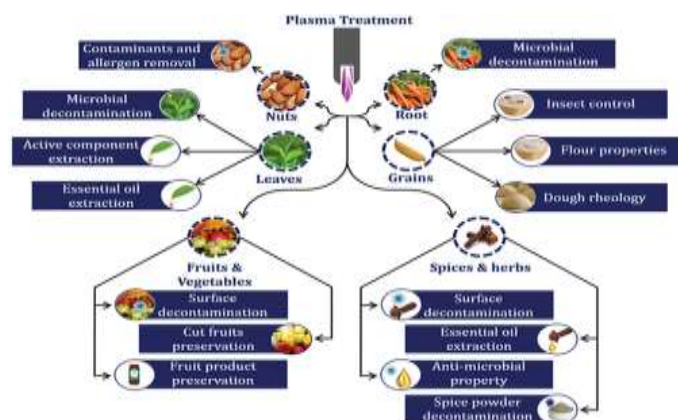 Plasma Treatment
Contaminants and
allergen removal
Microbial
decontamination
Nuts
Root
Microbial
decontamination
Insect control
Active component
extraction
Flour properties
Leaves
Grains
Essential oil
extraction
Dough rheology
Fruits &
Vegetables
Spices & herbs
Surface
decontamination
Cut fruits
preservation
Fruit product
preservation
Surface
decontamination
Essential oil
extraction
Anti-microbial
property
Spice powder
decontamination